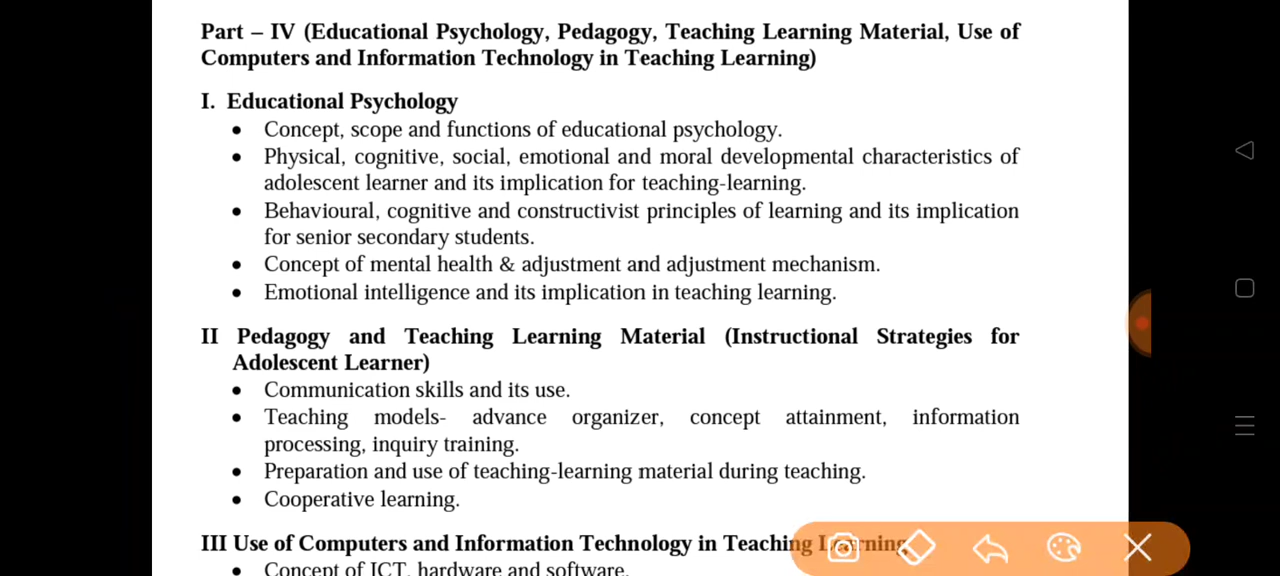 Part – IV (Educational Psychology, Pedagogy, Teaching Learning Material, Use of
Computers and Information Technology in Teaching Learning)
I. Educational Psychology
• Concept, scope and functions of educational psychology.
• Physical, cognitive, social, emotional and moral developmental characteristics of
adolescent learner and its implication for teaching-learning.
• Behavioural, cognitive and constructivist principles of learning and its implication
for senior secondary students.
• Concept of mental health & adjustment and adjustment mechanism.
• Emotional intelligence and its implication in teaching learning.
II Pedagogy and Teaching Learning Material (Instructional Strategies for
Adolescent Learner)
• Communication skills and its use.
• Teaching models- advance organizer, concept attainment, information
processing, inquiry training.
• Preparation and use of teaching-learning material during teaching.
• Cooperative learning.
III Use of Computers and Information Technology in Teaching Learning
• Concept of ICT, hardware and software.